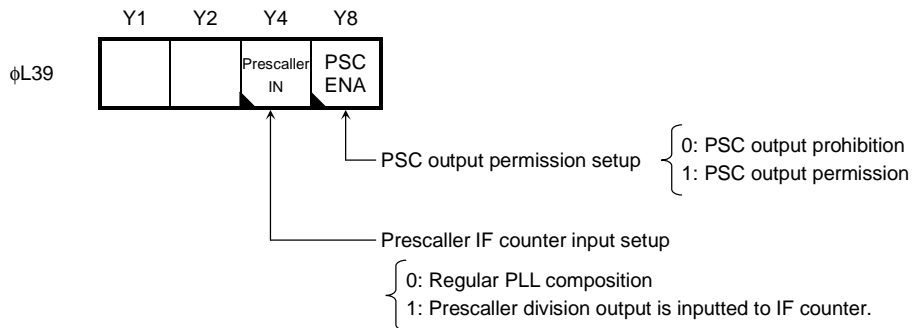 Y1 Y2 Y4 Y8
ϕL39
Prescaller
IN
PSC
ENA
PSC output permission setup
0: PSC output prohibition
1: PSC output permission
Prescaller IF counter input setup
0: Regular PLL composition
1: Prescaller division output is inputted to IF counter.